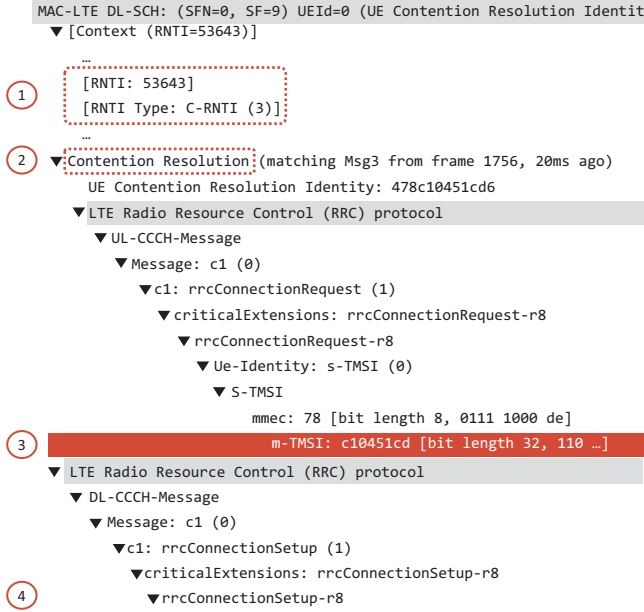 MAC-LTE DL-SCH: (SFN=0, SF=9) UEId=0 (UE Contention Resolution Identit
▼ [Context (RNTI=53643)]
…
1 [RNTI: 53643]
[RNTI Type: C-RNTI (3)]
…
2 ▼ Contention Resolution (matching Msg3 from frame 1756, 20ms ago)
UE Contention Resolution Identity: 478c10451cd6
▼ LTE Radio Resource Control (RRC) protocol
▼ UL-CCCH-Message
▼ Message: c1 (0)
▼ c1: rrcConnectionRequest (1)
▼ criticalExtensions: rrcConnectionRequest-r8
▼ rrcConnectionRequest-r8
▼ Ue-Identity: s-TMSI (0)
▼ S-TMSI
mmec: 78 [bit length 8, 0111 1000 de]
3 m-TMSI: c10451cd [bit length 32, 110 …]
▼ LTE Radio Resource Control (RRC) protocol
▼ DL-CCCH-Message
▼ Message: c1 (0)
▼ c1: rrcConnectionSetup (1)
▼ criticalExtensions: rrcConnectionSetup-r8
4 ▼ rrcConnectionSetup-r8